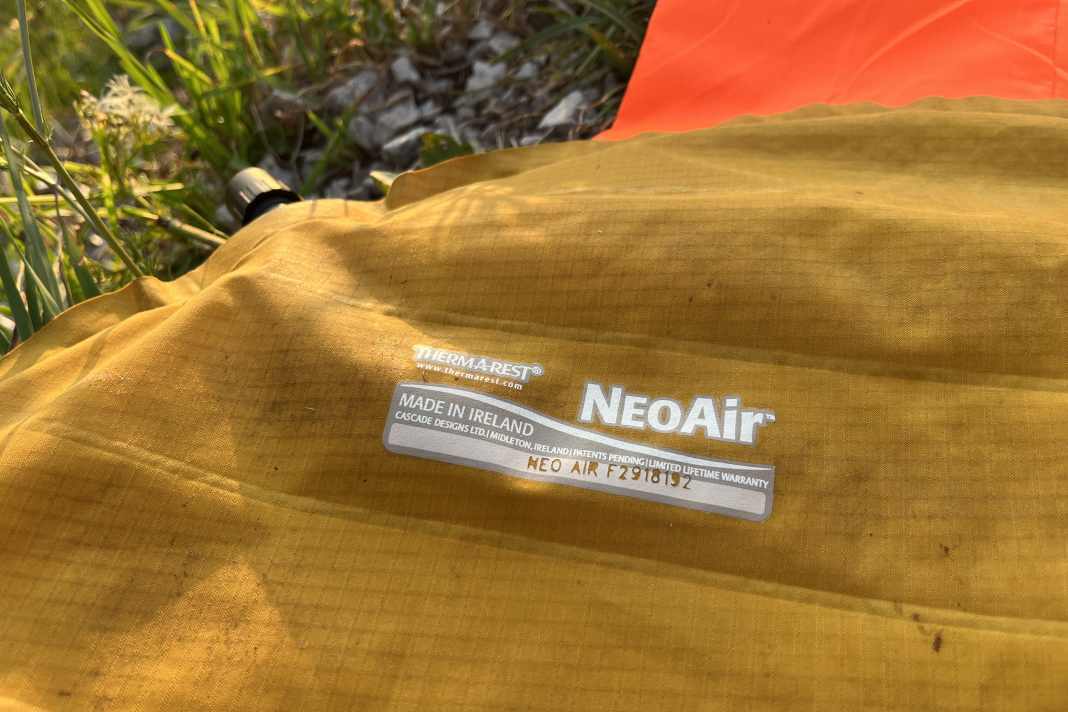 THERM-A-REST®
www.thermarest.com
NEOAir™
MADE IN IRELAND
CASCADE DESIGNS LTD.| MIDLETON, IRELAND | PATENTS PENDING | LIMITED LIFETIME WARRANTY
NEO AIR F2918192